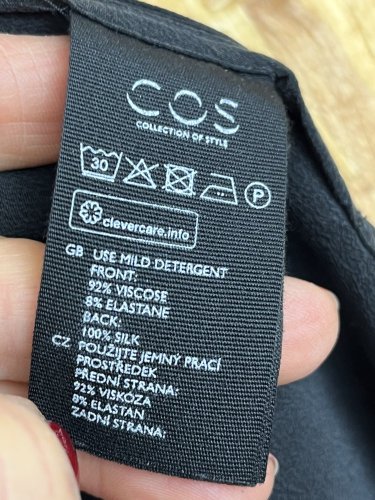 COS
COLLECTION OF STYLE
30
P
clevercare.info
GB USE MILD DETERGENT
FRONT:
92% VISCOSE
8% ELASTANE
BACK:
100% SILK
CZ POUŽIJTE JEMNÝ PRACÍ
PROSTŘEDEK
PŘEDNÍ STRANA:
92% VISKÓZA
8% ELASTAN
ZADNÍ STRANA: